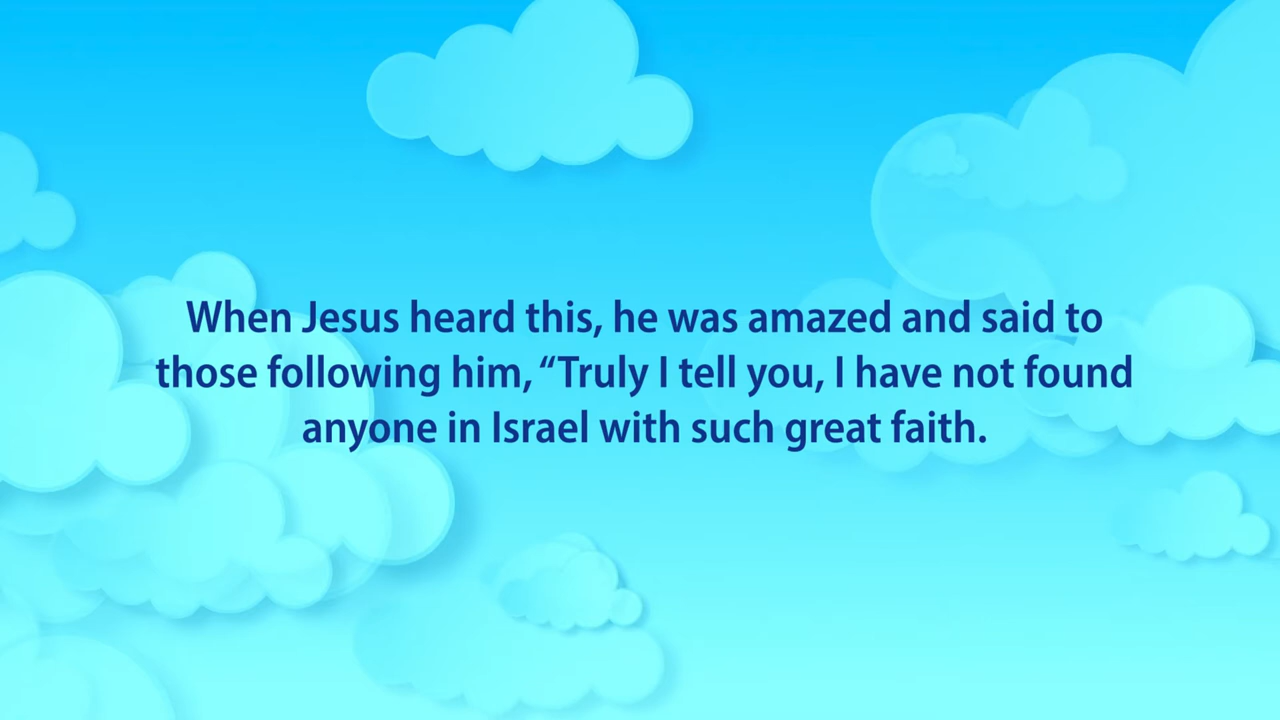 When Jesus heard this, he was amazed and said to
those following him, “Truly I tell you, I have not found
anyone in Israel with such great faith.